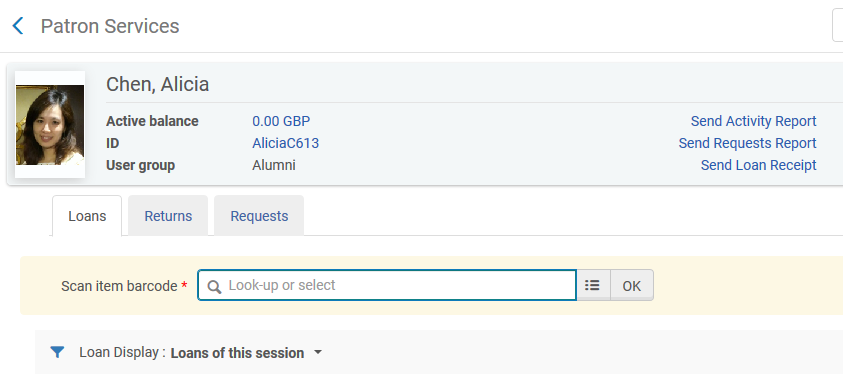 Patron Services
Chen, Alicia
Active balance 0.00 GBP Send Activity Report
ID AliciaC613 Send Requests Report
User group Alumni Send Loan Receipt
Loans Returns Requests
Scan item barcode * Look-up or select OK
Loan Display : Loans of this session